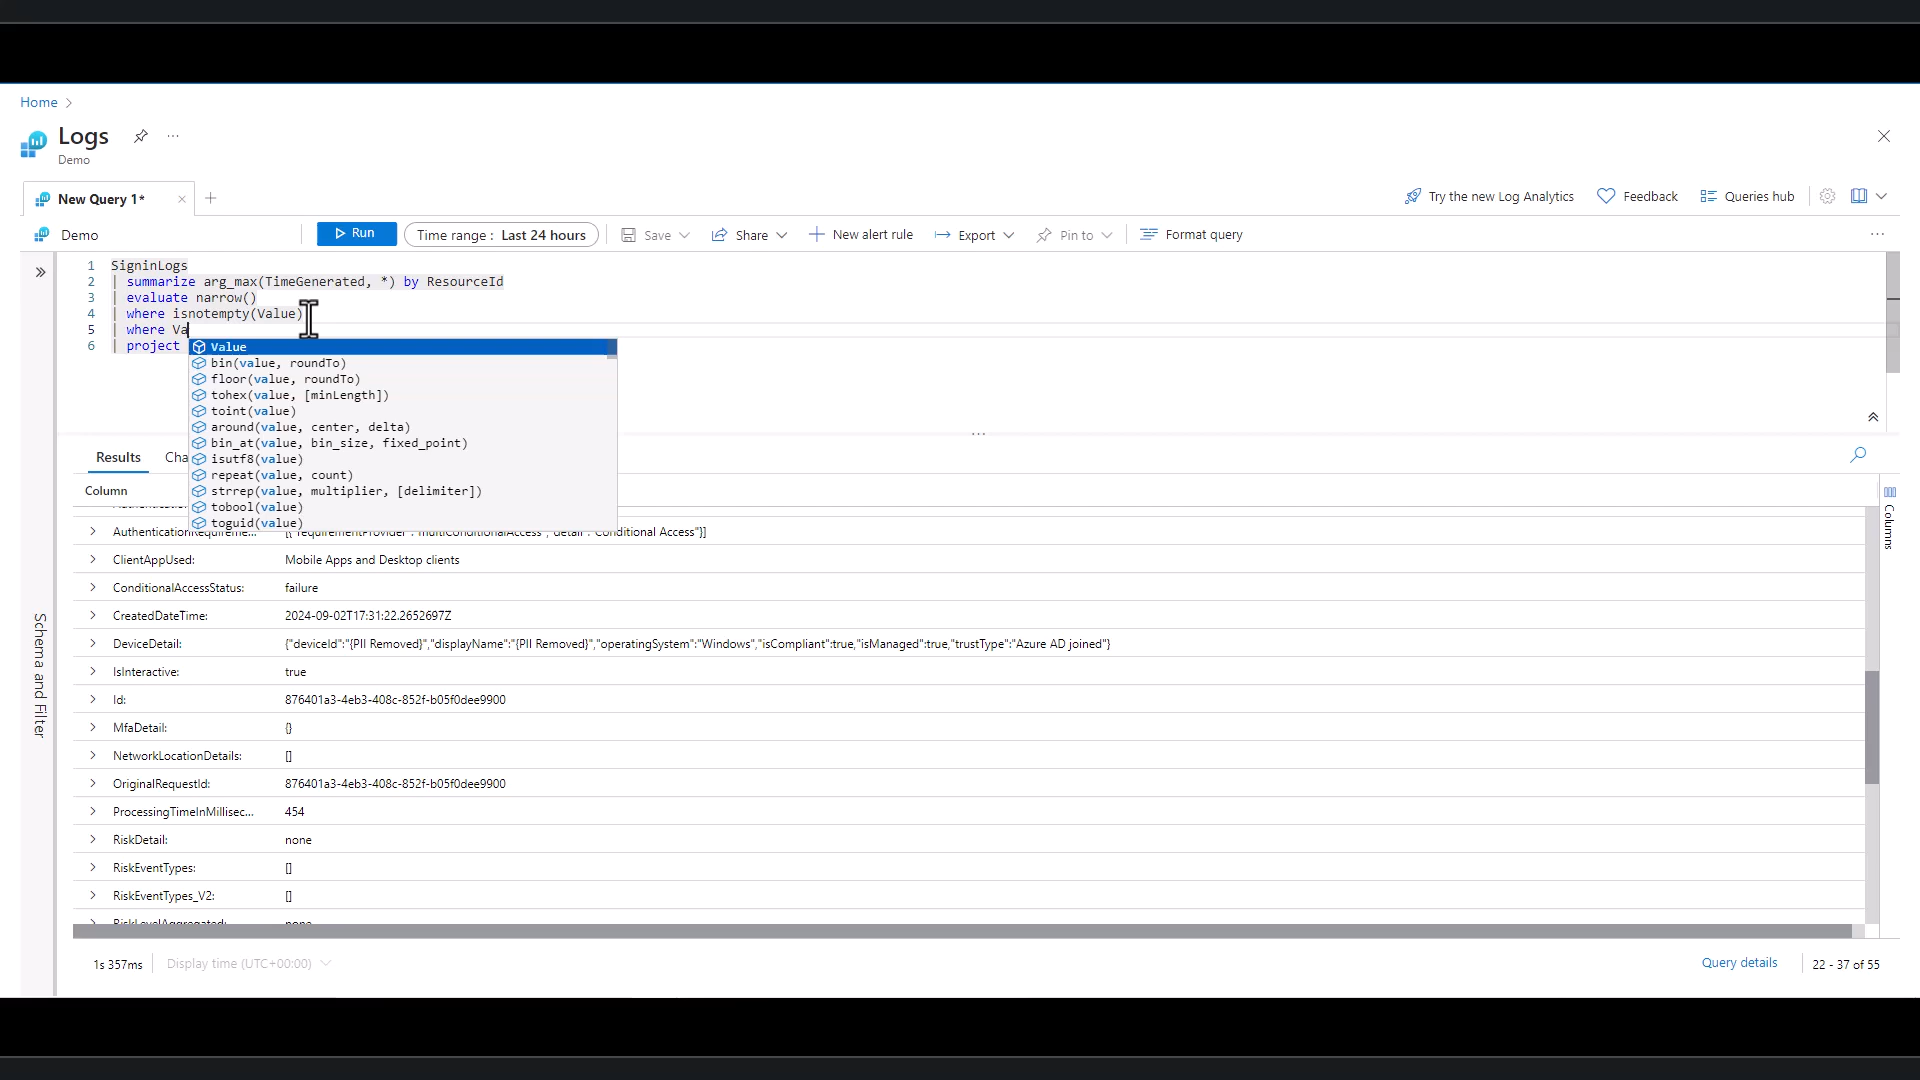 Home
Logs
Demo
New Query 1*
Try the new Log Analytics
Feedback
Queries hub
Demo
Run
Time range : Last 24 hours
Save
Share
New alert rule
Export
Pin to
Format query
1 SigninLogs
2 | summarize arg_max(TimeGenerated, *) by ResourceId
3 | evaluate narrow()
4 | where isnotempty(Value)
5 | where Va
6 | project
Value
bin(value, roundTo)
floor(value, roundTo)
tohex(value, [minLength])
toint(value)
around(value, center, delta)
bin_at(value, bin_size, fixed_point)
isutf8(value)
repeat(value, count)
strrep(value, multiplier, [delimiter])
tobool(value)
toguid(value)
Results
Cha
Column
Columns
Schema and Filter
AuthenticationRequireme... [{"requirementProvider":"multiConditionalAccess","detail":"Conditional Access"}]
ClientAppUsed: Mobile Apps and Desktop clients
ConditionalAccessStatus: failure
CreatedDateTime: 2024-09-02T17:31:22.2652697Z
DeviceDetail: {"deviceId":"{PII Removed}","displayName":"{PII Removed}","operatingSystem":"Windows","isCompliant":true,"isManaged":true,"trustType":"Azure AD joined"}
IsInteractive: true
Id: 876401a3-4eb3-408c-852f-b05f0dee9900
MfaDetail: {}
NetworkLocationDetails: []
OriginalRequestId: 876401a3-4eb3-408c-852f-b05f0dee9900
ProcessingTimeInMillisec... 454
RiskDetail: none
RiskEventTypes: []
RiskEventTypes_V2: []
RiskLevelAggregated: none
1s 357ms
Display time (UTC+00:00)
Query details
22 - 37 of 55